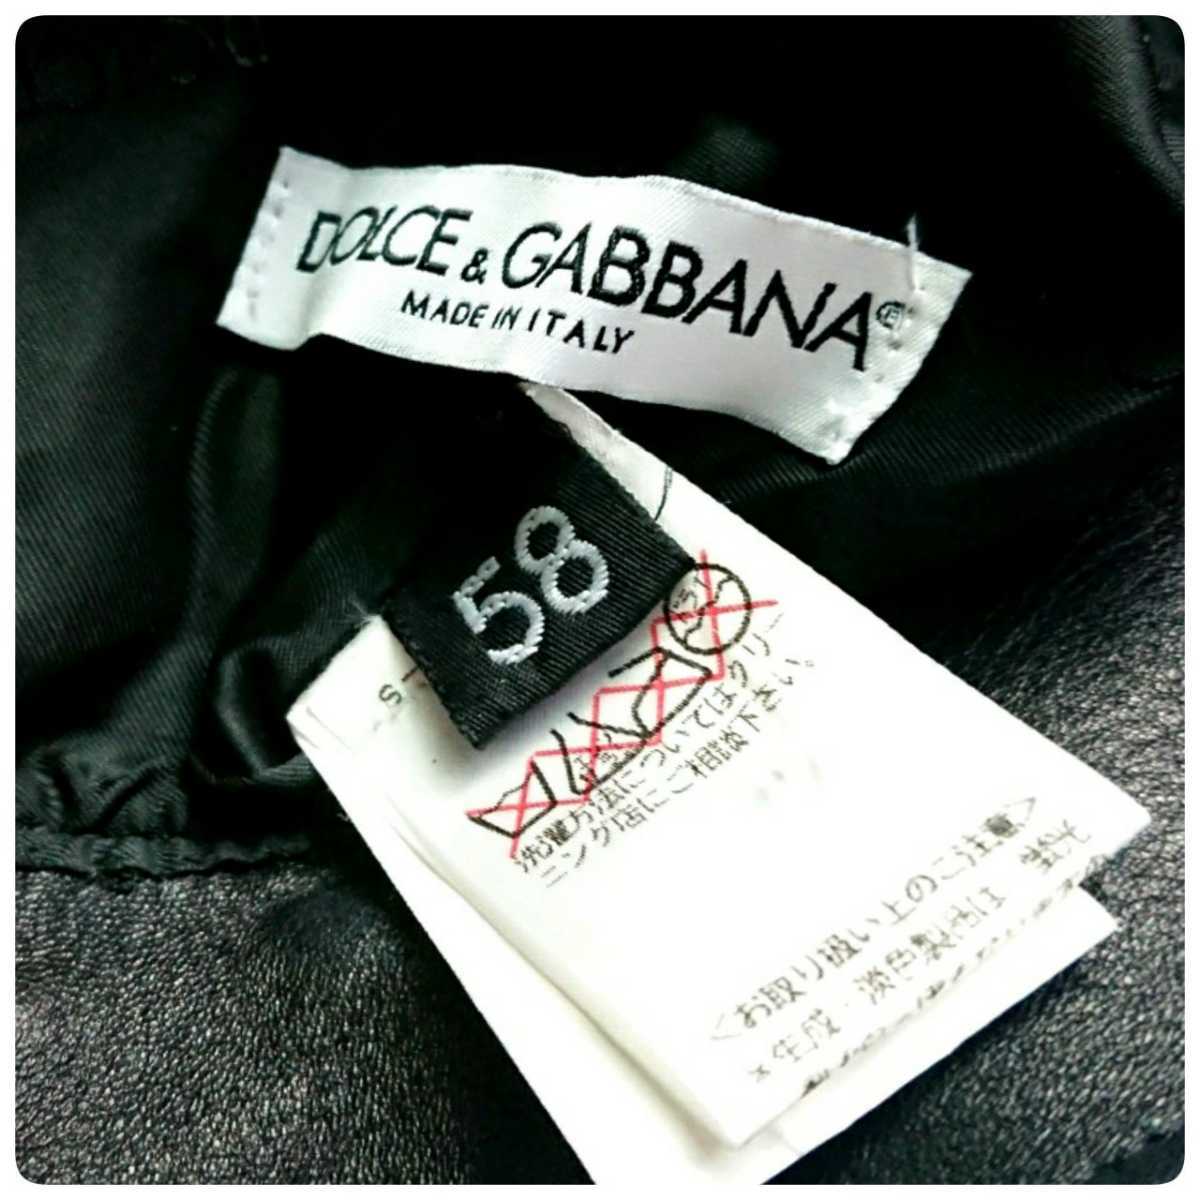 DOLCE & GABBANA®
MADE IN ITALY
58
S
洗濯方法についてはクリー
ニング店にご相談下さい。
〈お取り扱い上のご注意〉
×生成・淡色製品は 蛍光